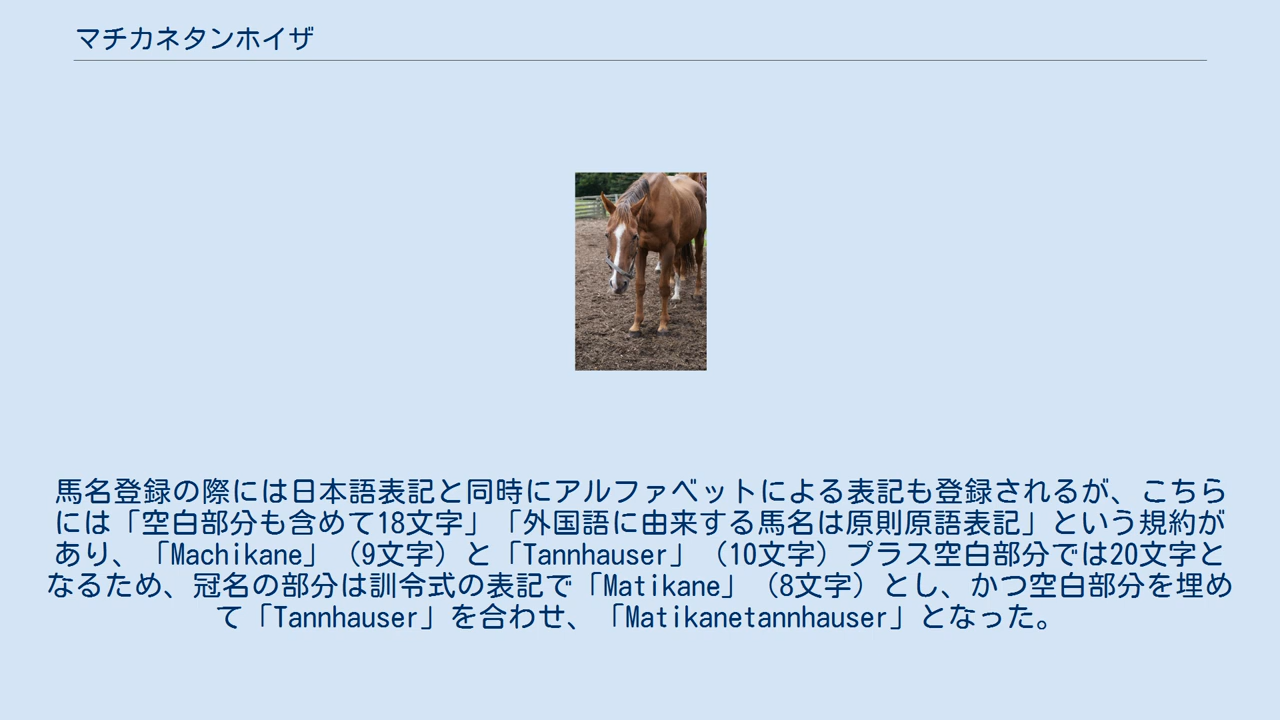 マチカネタンホイザ
馬名登録の際には日本語表記と同時にアルファベットによる表記も登録されるが、こちら
には「空白部分も含めて18文字」「外国語に由来する馬名は原則原語表記」という規約が
あり、「Machikane」（9文字）と「Tannhauser」（10文字）プラス空白部分では20文字と
なるため、冠名の部分は訓令式の表記で「Matikane」（8文字）とし、かつ空白部分を埋め
て「Tannhauser」を合わせ、「Matikanetannhauser」となった。